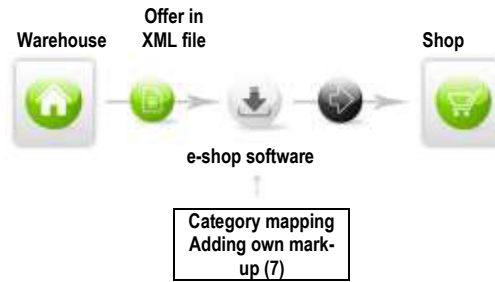 Offer in
XML file
Warehouse
Shop
e-shop software
Category mapping
Adding own mark-
up (7)